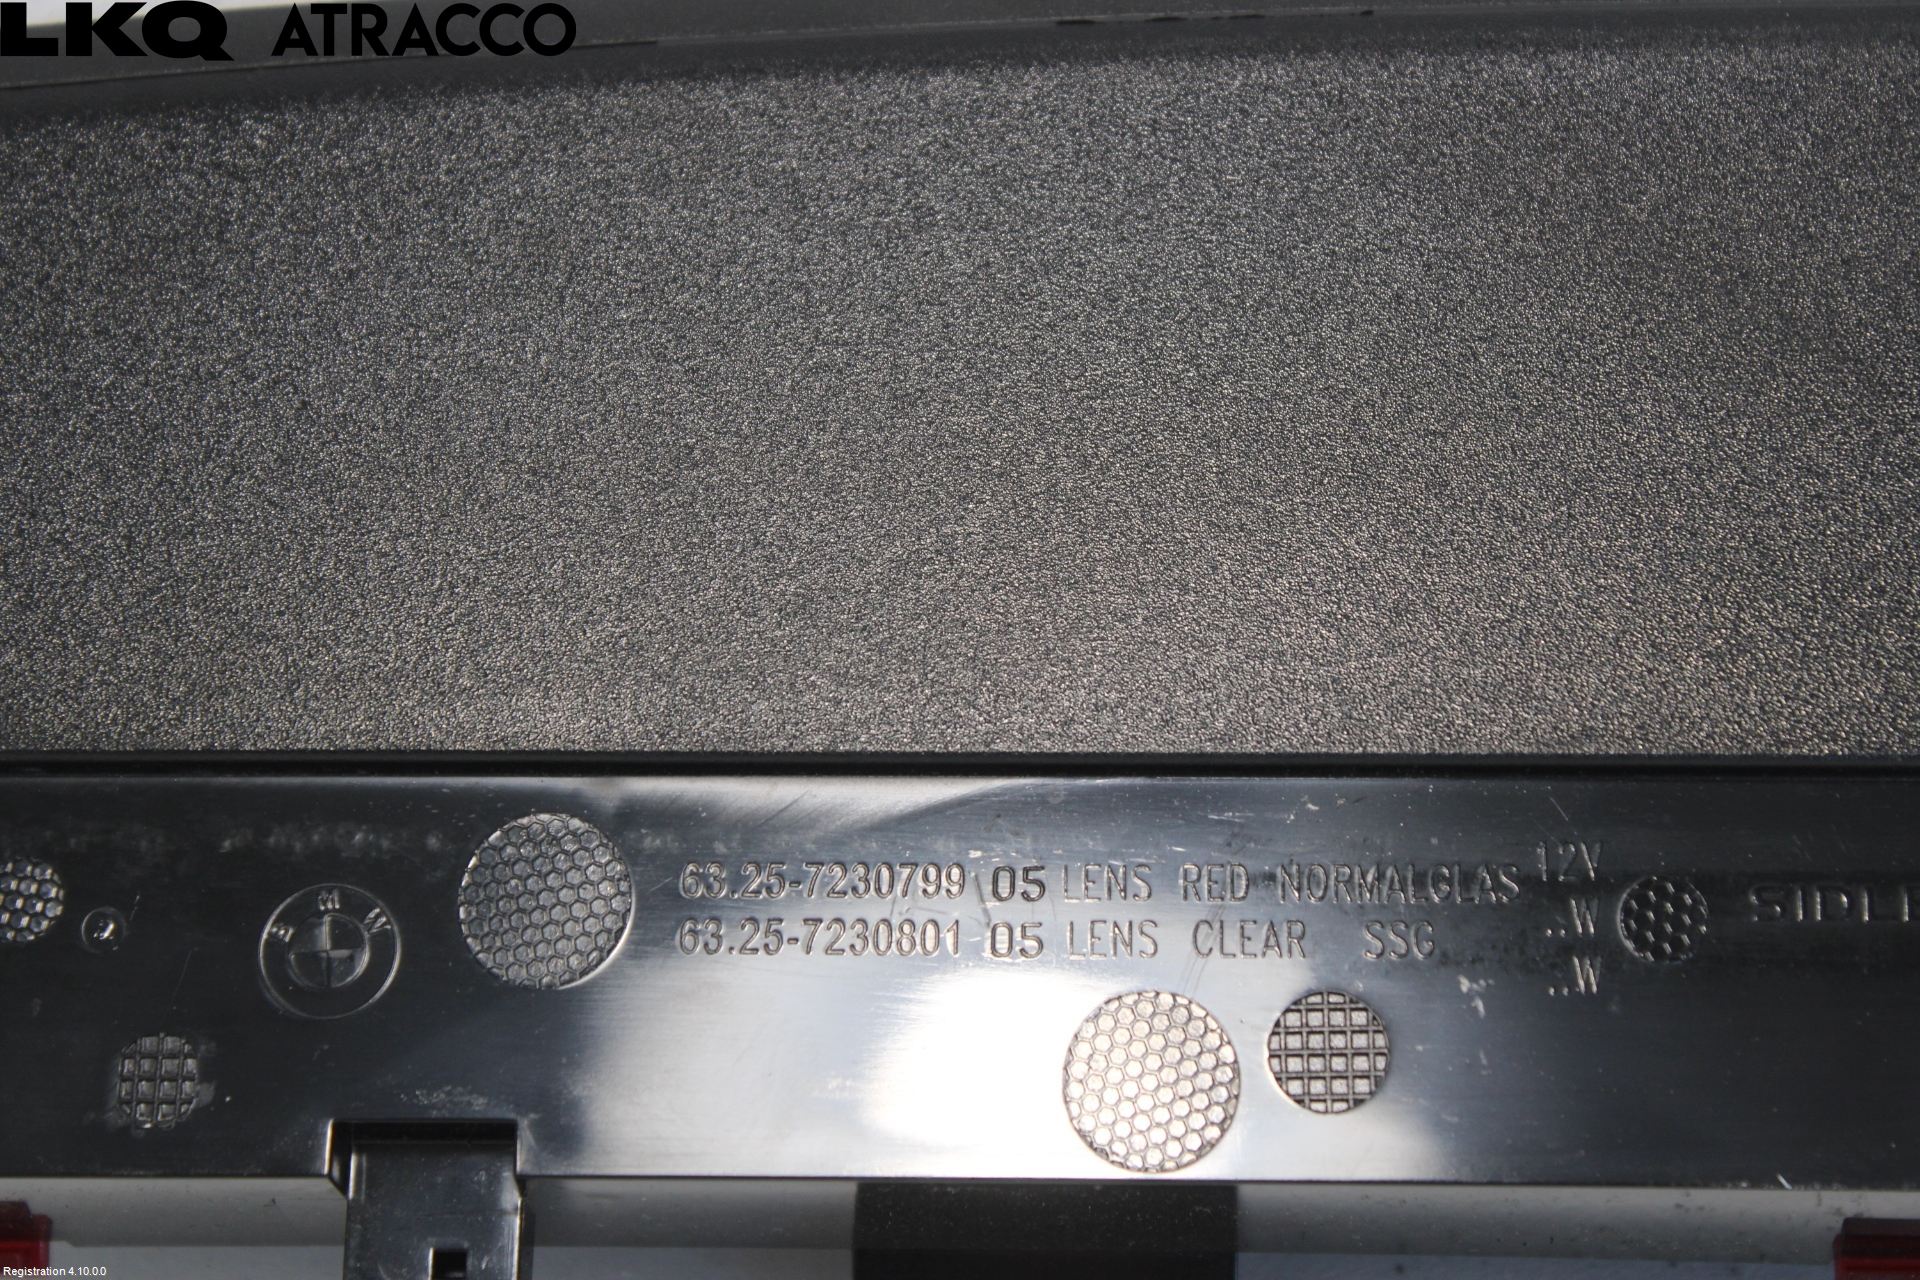 LKQ ATRACCO
63.25-7230799 05 LENS RED NORMALGLAS 12V
63.25-7230801 05 LENS CLEAR SSG ..W
..W
BMW
Registration 4.10.0.0